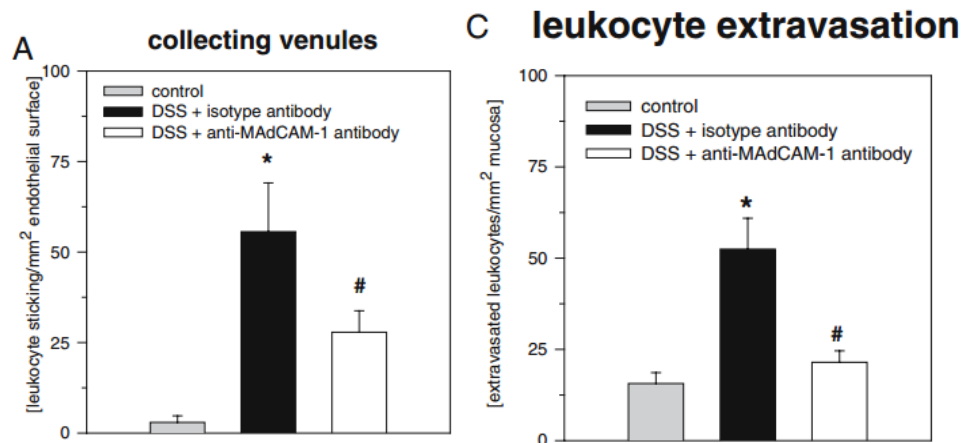 A
collecting venules
100
75
50
25
0
[leukocyte sticking/mm² endothelial surface]
control
DSS + isotype antibody
DSS + anti-MAdCAM-1 antibody
*
#
C
leukocyte extravasation
100
75
50
25
0
[extravasated leukocytes/mm² mucosa]
control
DSS + isotype antibody
DSS + anti-MAdCAM-1 antibody
*
#